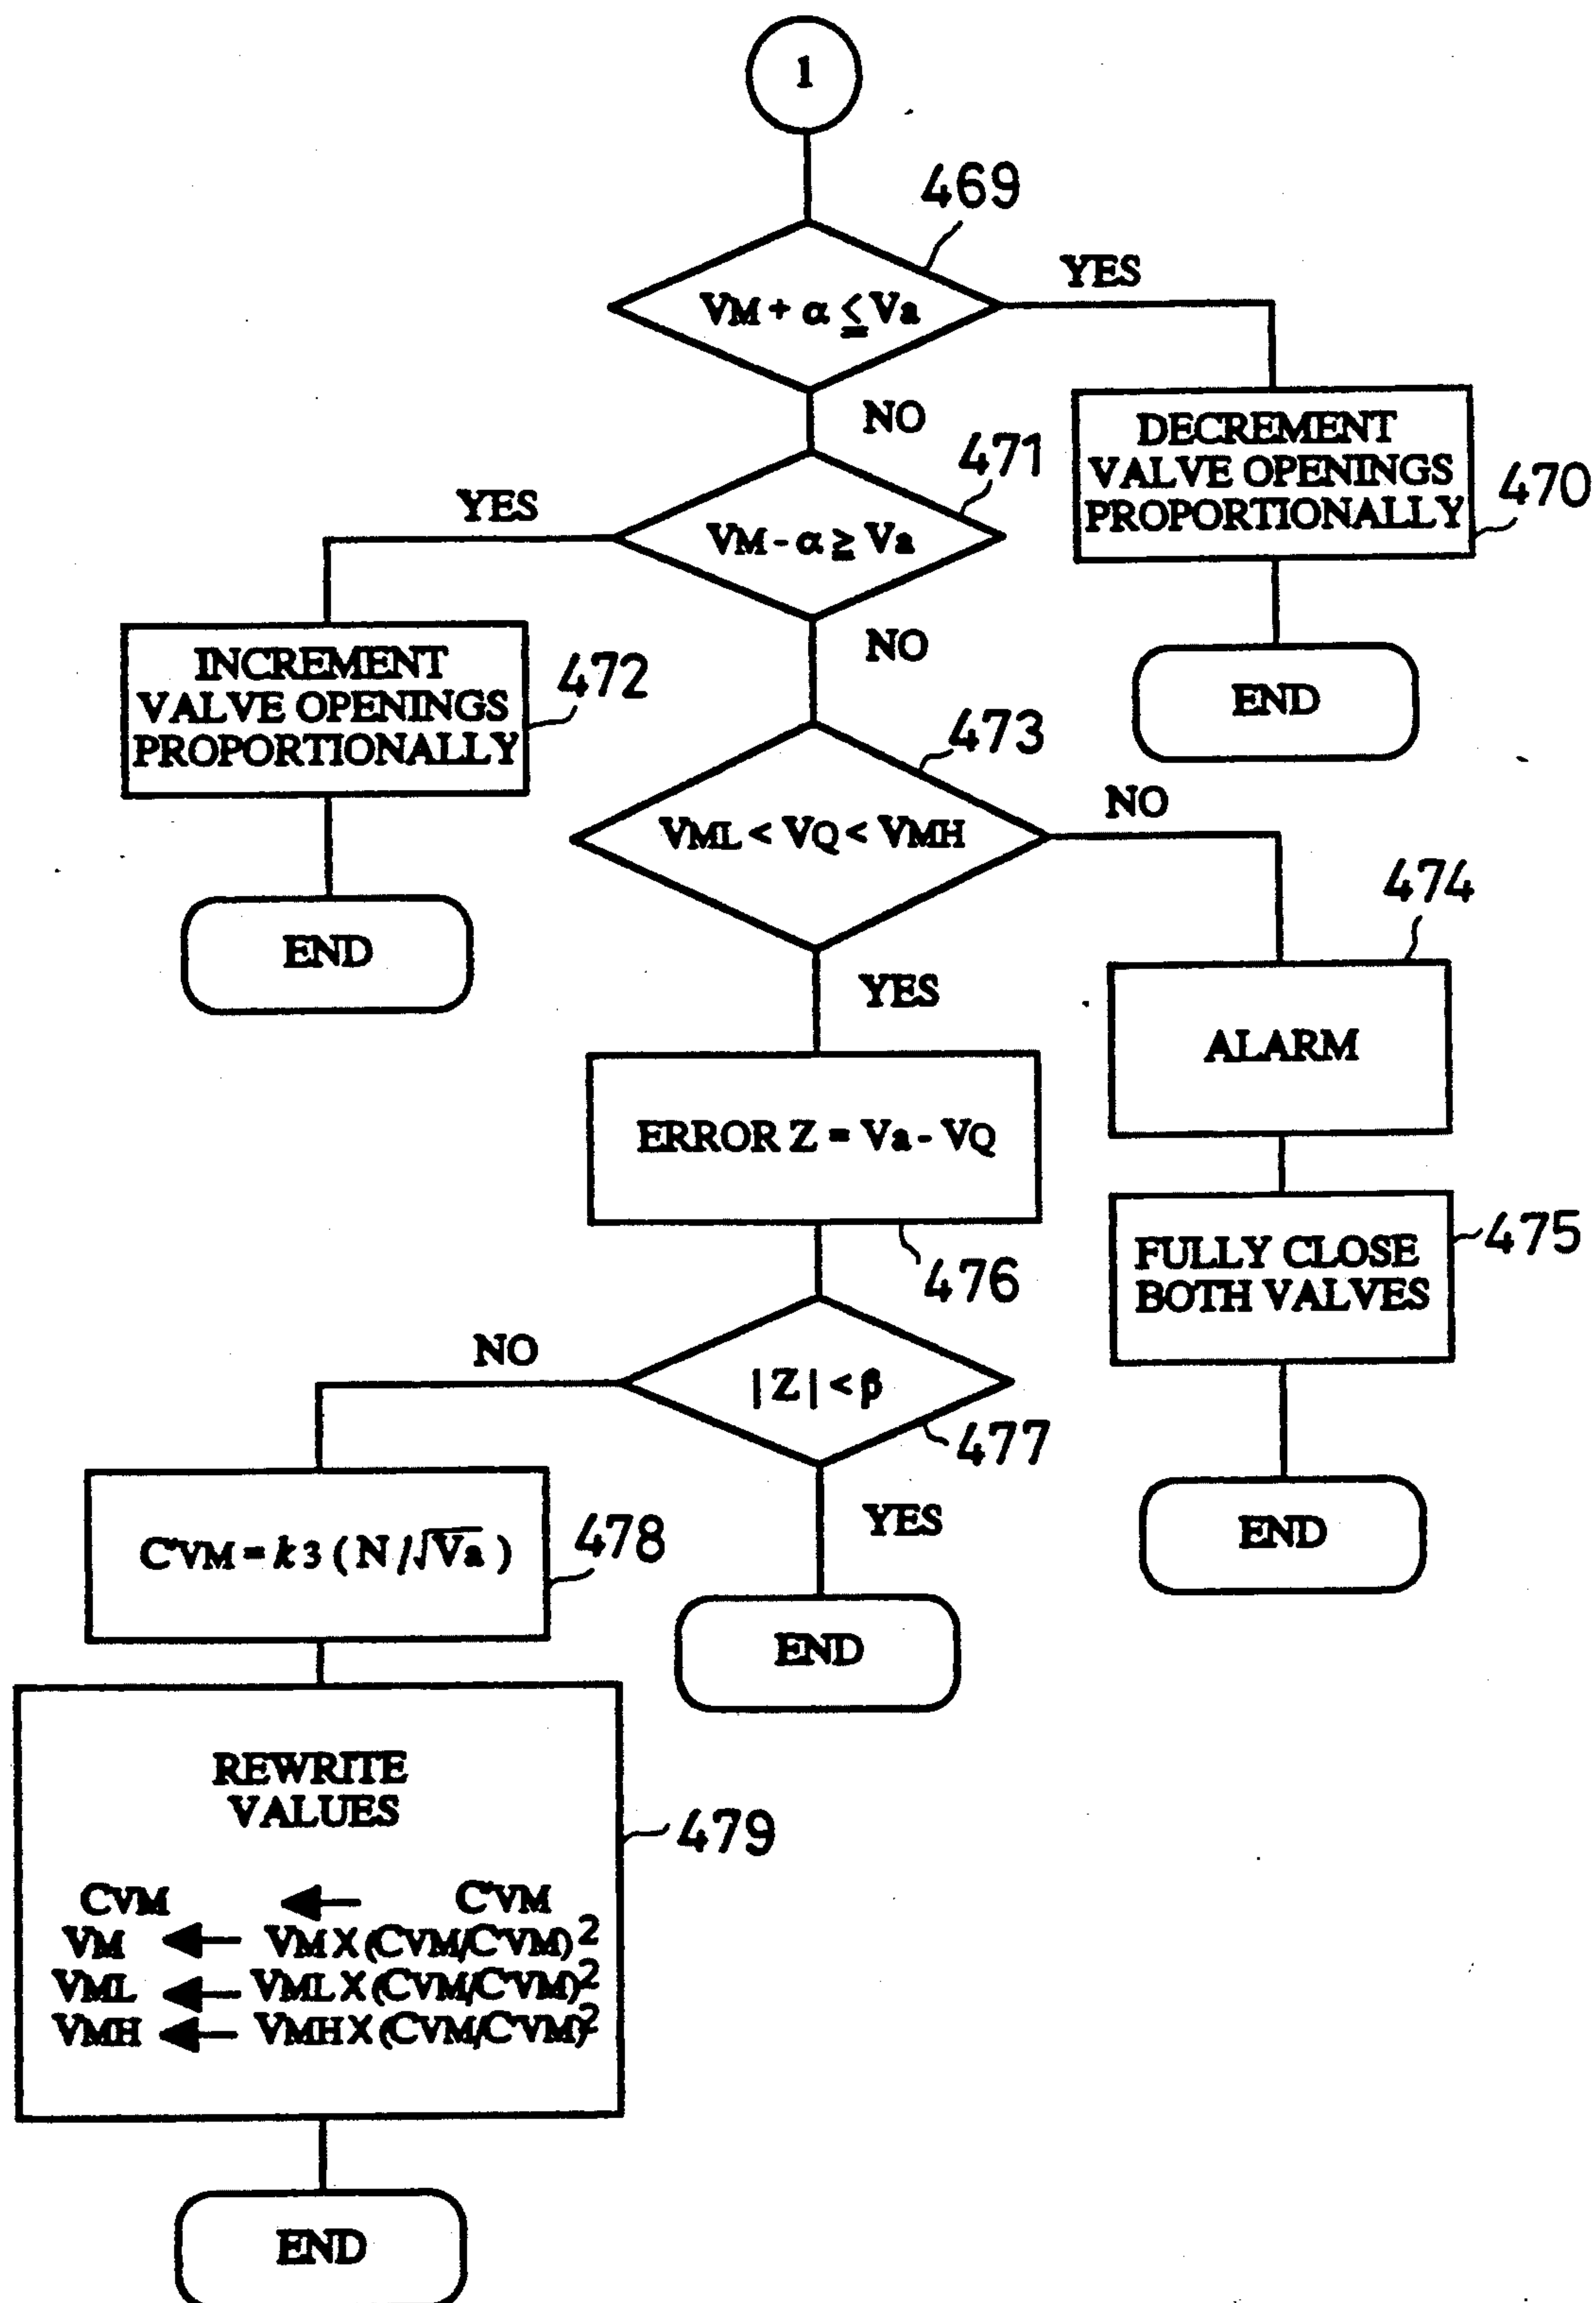 1
469
VM + α ≦ Va
YES
NO
DECREMENT
VALVE OPENINGS
PROPORTIONALLY
470
END
471
VM - α ≥ Va
YES
NO
INCREMENT
VALVE OPENINGS
PROPORTIONALLY
472
END
473
VML < VQ < VMH
NO
YES
474
ALARM
FULLY CLOSE
BOTH VALVES
475
END
ERROR Z = Va - VQ
476
| Z | < β
477
NO
YES
END
C'VM = k3 ( N /√Va )
478
REWRITE
VALUES
479
CVM ← C'VM
VM ← VM X (CVM/C'VM)²
VML ← VML X (CVM/C'VM)²
VMH ← VMH X (CVM/C'VM)²
END